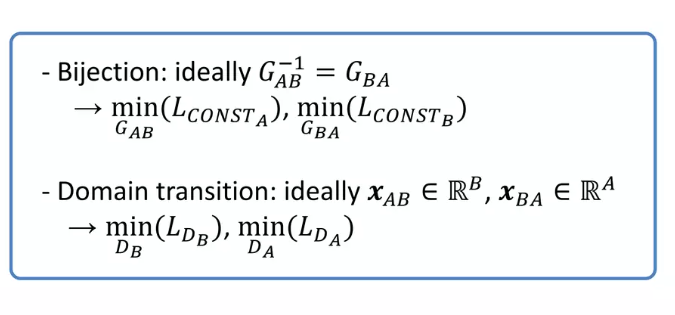 - Bijection: ideally $G_{AB}^{-1} = G_{BA}$
$\rightarrow \min_{G_{AB}}(L_{CONST_A}), \min_{G_{BA}}(L_{CONST_B})$
- Domain transition: ideally $\boldsymbol{x}_{AB} \in \mathbb{R}^B, \boldsymbol{x}_{BA} \in \mathbb{R}^A$
$\rightarrow \min_{D_B}(L_{D_B}), \min_{D_A}(L_{D_A})$